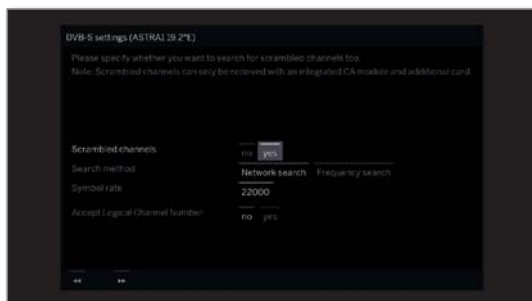 DVB-S settings (ASTRA1 19.2°E)
Please specify whether you want to search for scrambled channels too.
Note: Scrambled channels can only be received with an integrated CA module and additional card.
Scrambled channels no yes
Search method Network search Frequency search
Symbol rate 22000
Accept Logical Channel Number no yes